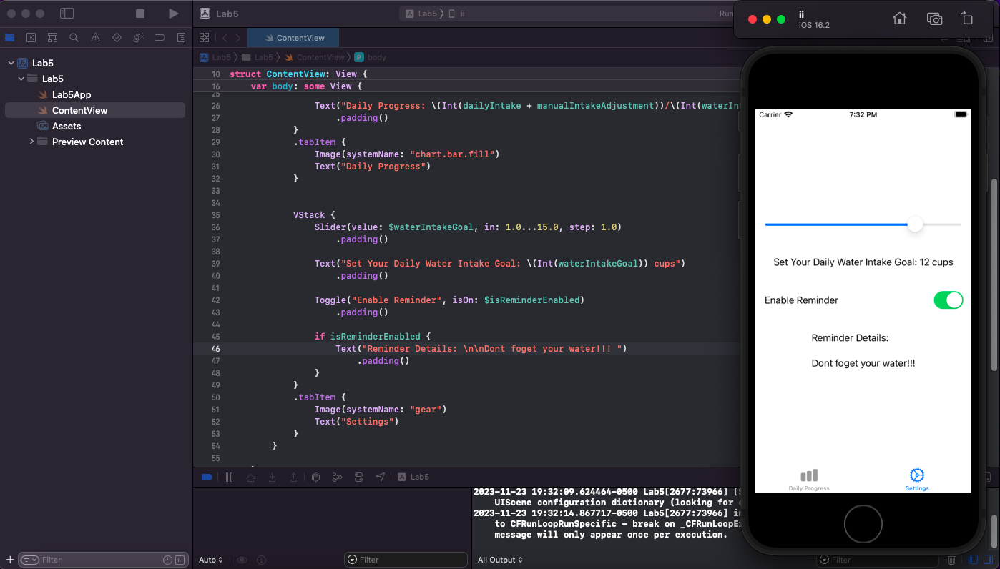 Lab5
Lab5 〉 ii
Run
ii
iOS 16.2
ContentView
Lab5 〉 Lab5 〉 ContentView 〉 P body
Lab5
Lab5
Lab5App
ContentView
Assets
Preview Content
Filter
10 struct ContentView: View {
16 var body: some View {
25
26 Text("Daily Progress: \(Int(dailyIntake + manualIntakeAdjustment))/\(Int(waterInt
27 .padding()
28 }
29 .tabItem {
30 Image(systemName: "chart.bar.fill")
31 Text("Daily Progress")
32 }
33
34
35 VStack {
36 Slider(value: $waterIntakeGoal, in: 1.0...15.0, step: 1.0)
37 .padding()
38
39 Text("Set Your Daily Water Intake Goal: \(Int(waterIntakeGoal)) cups")
40 .padding()
41
42 Toggle("Enable Reminder", isOn: $isReminderEnabled)
43 .padding()
44
45 if isReminderEnabled {
46 Text("Reminder Details: \n\nDont foget your water!!! ")
47 .padding()
48 }
49 }
50 .tabItem {
51 Image(systemName: "gear")
52 Text("Settings")
53 }
54 }
55
Lab5
2023-11-23 19:32:09.624464-0500 Lab5[2677:73966] [
UIScene configuration dictionary (looking for
2023-11-23 19:32:14.867717-0500 Lab5[2677:73966]
to CFRunLoopRunSpecific - break on _CFRunLoopE
message will only appear once per execution.
Auto
Filter
All Output
Filter
Carrier
7:32 PM
Set Your Daily Water Intake Goal: 12 cups
Enable Reminder
Reminder Details:
Dont foget your water!!!
Daily Progress
Settings